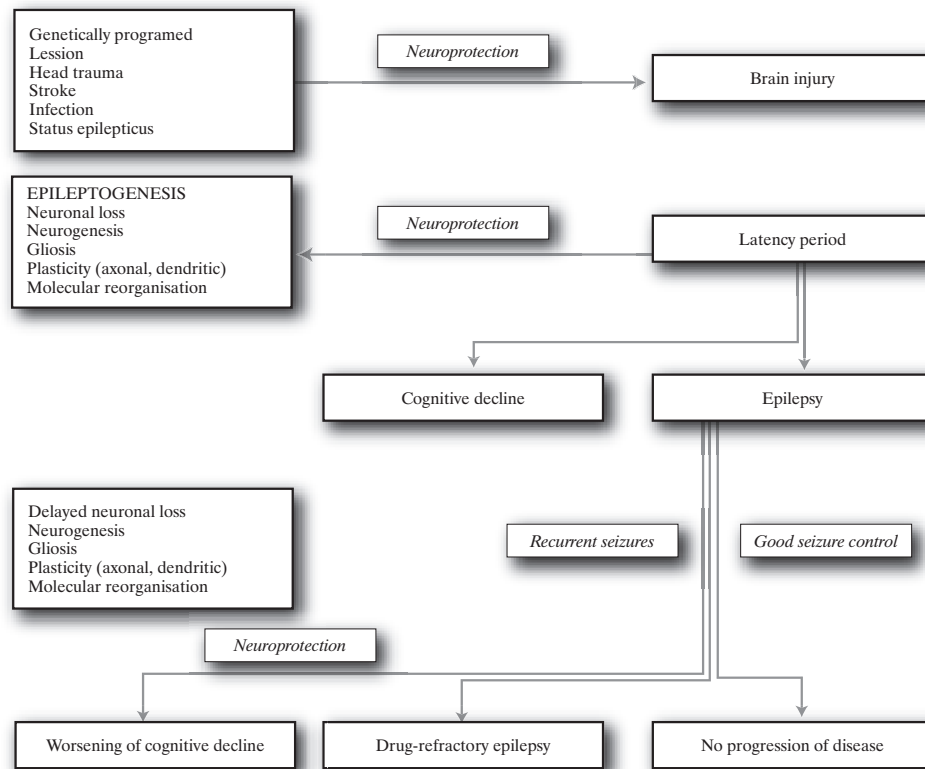 Genetically programed
Lession
Head trauma
Stroke
Infection
Status epilepticus
Neuroprotection
Brain injury
EPILEPTOGENESIS
Neuronal loss
Neurogenesis
Gliosis
Plasticity (axonal, dendritic)
Molecular reorganisation
Neuroprotection
Latency period
Cognitive decline
Epilepsy
Delayed neuronal loss
Neurogenesis
Gliosis
Plasticity (axonal, dendritic)
Molecular reorganisation
Recurrent seizures
Good seizure control
Neuroprotection
Worsening of cognitive decline
Drug-refractory epilepsy
No progression of disease